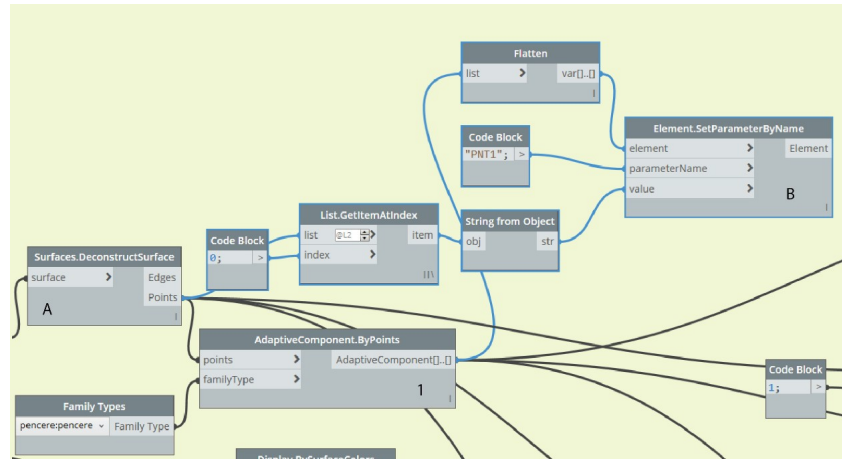 Flatten
list > var[]..[]
l
Code Block
"PNT1"; >
Element.SetParameterByName
element > Element
parameterName >
value >
B
l
List.GetItemAtIndex
list @L2 > item
index >
Code Block
0; >
String from Object
obj str
Surfaces.DeconstructSurface
surface > Edges
Points
A
l
AdaptiveComponent.ByPoints
points > AdaptiveComponent[]..[]
familyType >
1
l
Code Block
1; >
Family Types
pencere:pencere Family Type
Display.BySurfaceColors